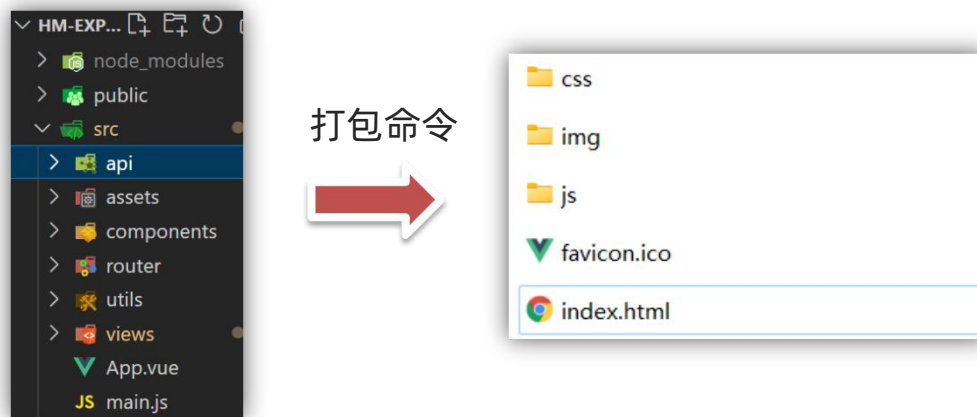 HM-EXP...
node_modules
public
src
api
assets
components
router
utils
views
App.vue
JS main.js
打包命令
css
img
js
favicon.ico
index.html